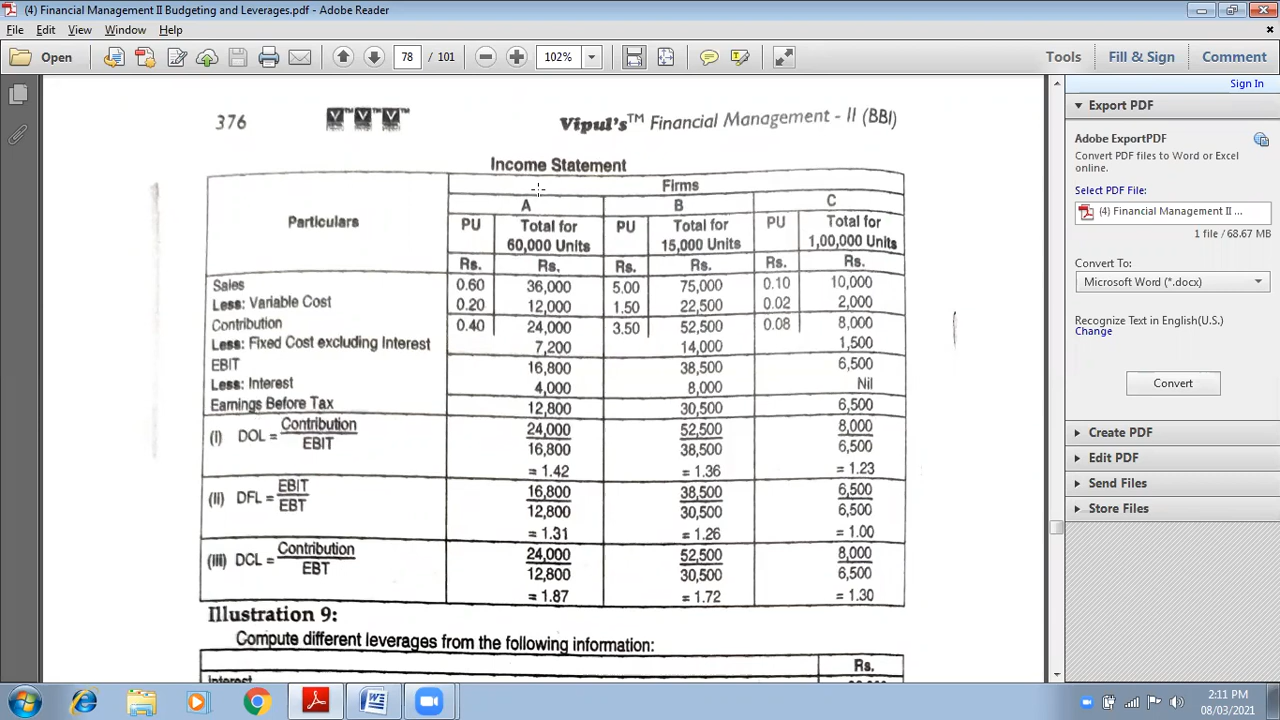 (4) Financial Management II Budgeting and Leverages.pdf - Adobe Reader
File Edit View Window Help
Open 78 / 101 102% Tools Fill & Sign Comment
376 V™ V™ V™ Vipul's™ Financial Management - II (BBI)
Income Statement
Particulars Firms
A B C
PU Total for 60,000 Units PU Total for 15,000 Units PU Total for 1,00,000 Units
Rs. Rs. Rs. Rs. Rs. Rs.
Sales 0.60 36,000 5.00 75,000 0.10 10,000
Less: Variable Cost 0.20 12,000 1.50 22,500 0.02 2,000
Contribution 0.40 24,000 3.50 52,500 0.08 8,000
Less: Fixed Cost excluding Interest 7,200 14,000 1,500
EBIT 16,800 38,500 6,500
Less: Interest 4,000 8,000 Nil
Earnings Before Tax 12,800 30,500 6,500
(I) DOL = Contribution 24,000 52,500 8,000
EBIT 16,800 38,500 6,500
= 1.42 = 1.36 = 1.23
(II) DFL = EBIT 16,800 38,500 6,500
EBT 12,800 30,500 6,500
= 1.31 = 1.26 = 1.00
(III) DCL = Contribution 24,000 52,500 8,000
EBT 12,800 30,500 6,500
= 1.87 = 1.72 = 1.30
Illustration 9:
Compute different leverages from the following information:
Rs.
Interest
Sign In
Export PDF
Adobe ExportPDF
Convert PDF files to Word or Excel
online.
Select PDF File:
(4) Financial Management II ...
1 file / 68.67 MB
Convert To:
Microsoft Word (*.docx)
Recognize Text in English(U.S.)
Change
Convert
Create PDF
Edit PDF
Send Files
Store Files
2:11 PM
08/03/2021